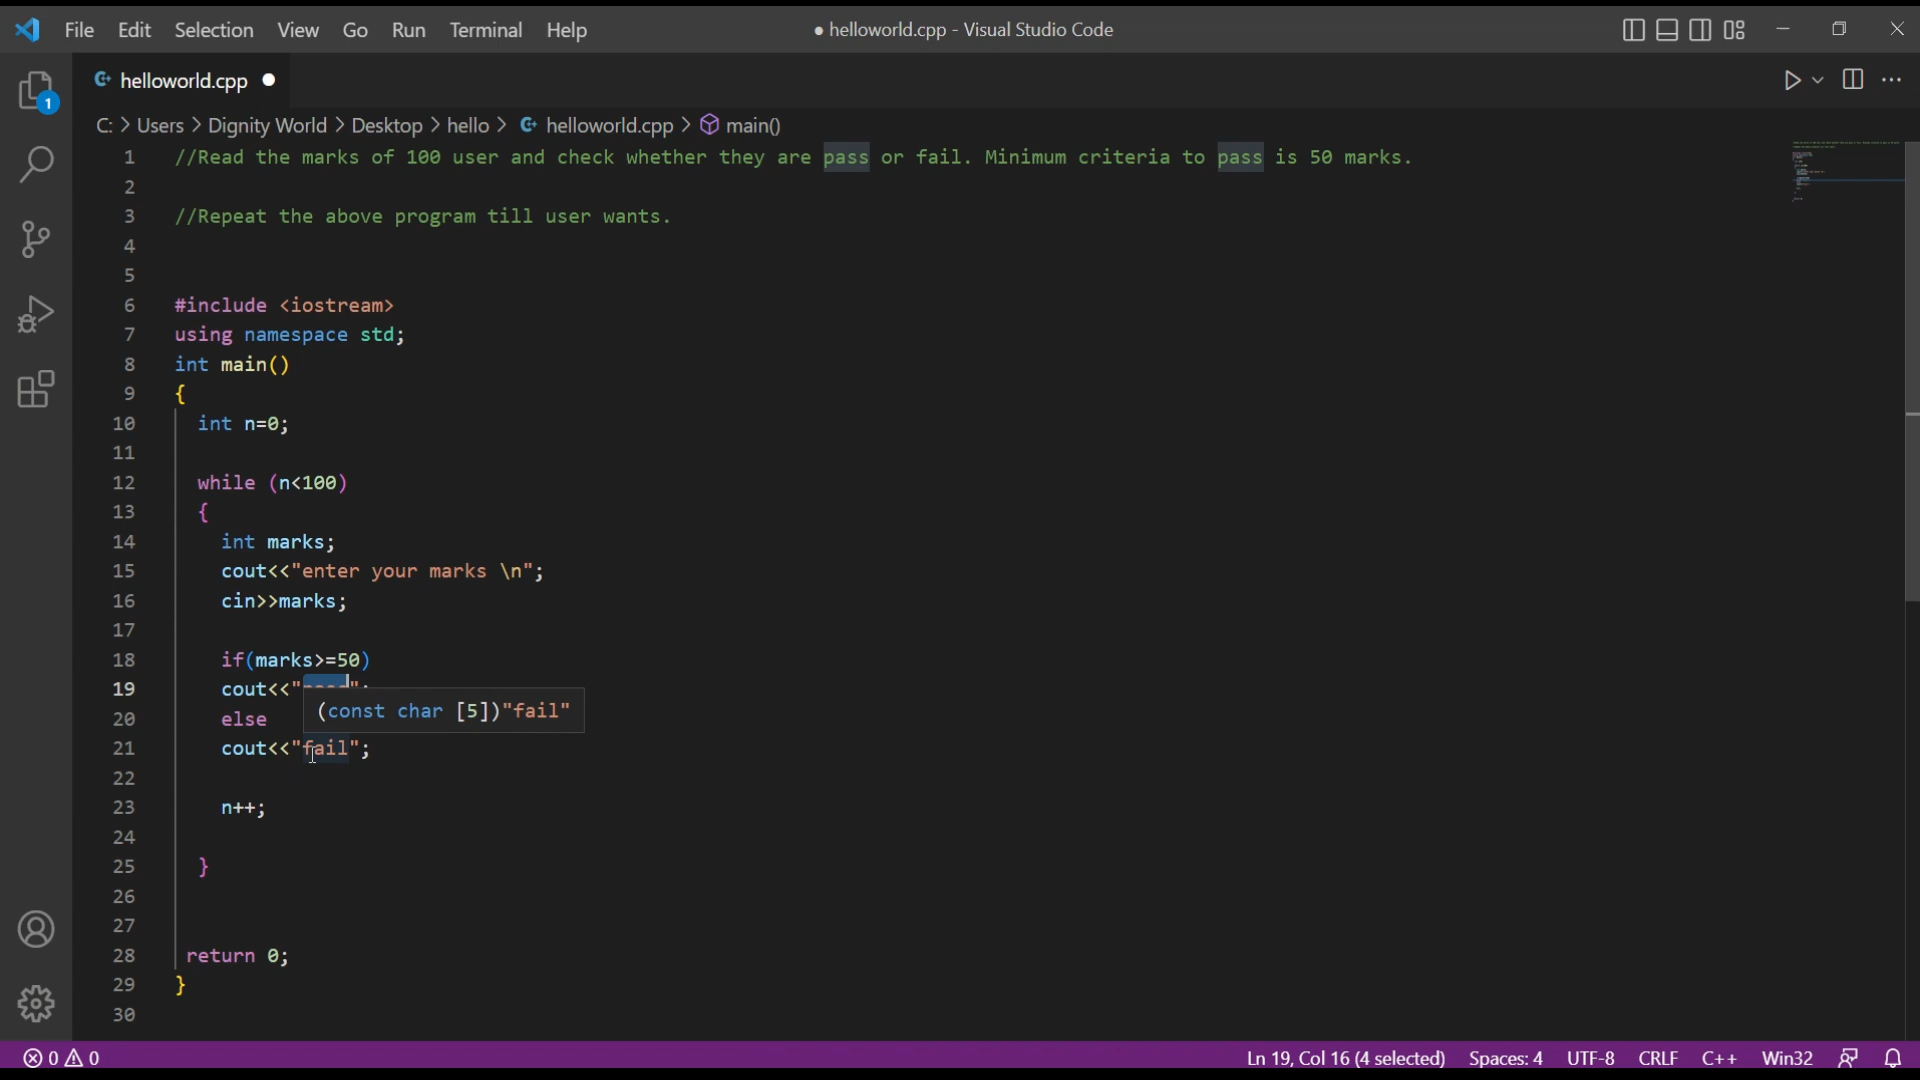 File Edit Selection View Go Run Terminal Help ● helloworld.cpp - Visual Studio Code
helloworld.cpp ●
1
C: > Users > Dignity World > Desktop > hello > helloworld.cpp > main()
1 //Read the marks of 100 user and check whether they are pass or fail. Minimum criteria to pass is 50 marks.
2
3 //Repeat the above program till user wants.
4
5
6 #include <iostream>
7 using namespace std;
8 int main()
9 {
10 int n=0;
11
12 while (n<100)
13 {
14 int marks;
15 cout<<"enter your marks \n";
16 cin>>marks;
17
18 if(marks>=50)
19 cout<<"
20 else
(const char [5])"fail"
21 cout<<"fail";
22
23 n++;
24
25 }
26
27
28 return 0;
29 }
30
0 0 Ln 19, Col 16 (4 selected) Spaces: 4 UTF-8 CRLF C++ Win32